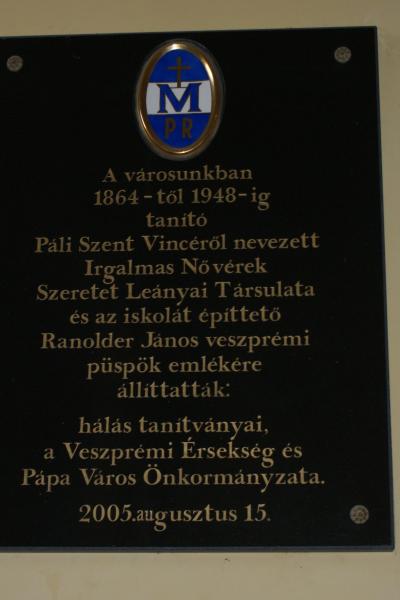 M
P R
A városunkban
1864-től 1948-ig
tanító
Páli Szent Vincéről nevezett
Irgalmas Nővérek
Szeretet Leányai Társulata
és az iskolát építtető
Ranolder János veszprémi
püspök emlékére
állíttatták:
hálás tanítványai,
a Veszprémi Érsekség és
Pápa Város Önkormányzata.
2005.augusztus 15.